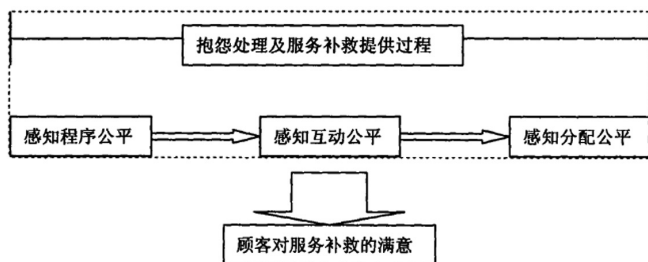 抱怨处理及服务补救提供过程
感知程序公平
感知互动公平
感知分配公平
顾客对服务补救的满意